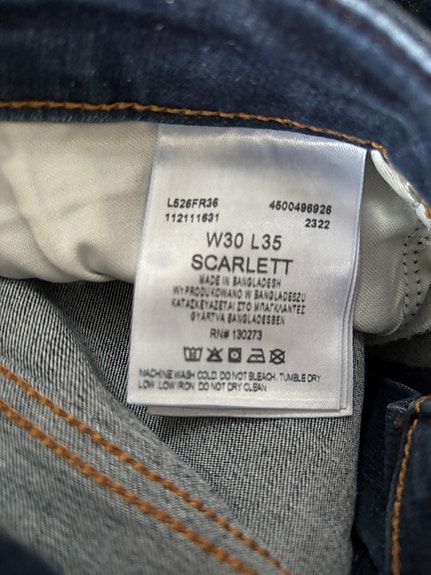 L526FR36 4500496926
112111631 2322
W30 L35
SCARLETT
MADE IN BANGLADESH
WYPRODUKOWANO W BANGLADESZU
ΚΑΤΑΣΚΕΥΑΖΕΤΑΙ ΣΤΟ ΜΠΑΓΚΛΑΝΤΕΣ
GYÁRTVA BANGLADESBEN
RN# 130273
MACHINE WASH COLD. DO NOT BLEACH. TUMBLE DRY
LOW. LOW IRON. DO NOT DRY CLEAN